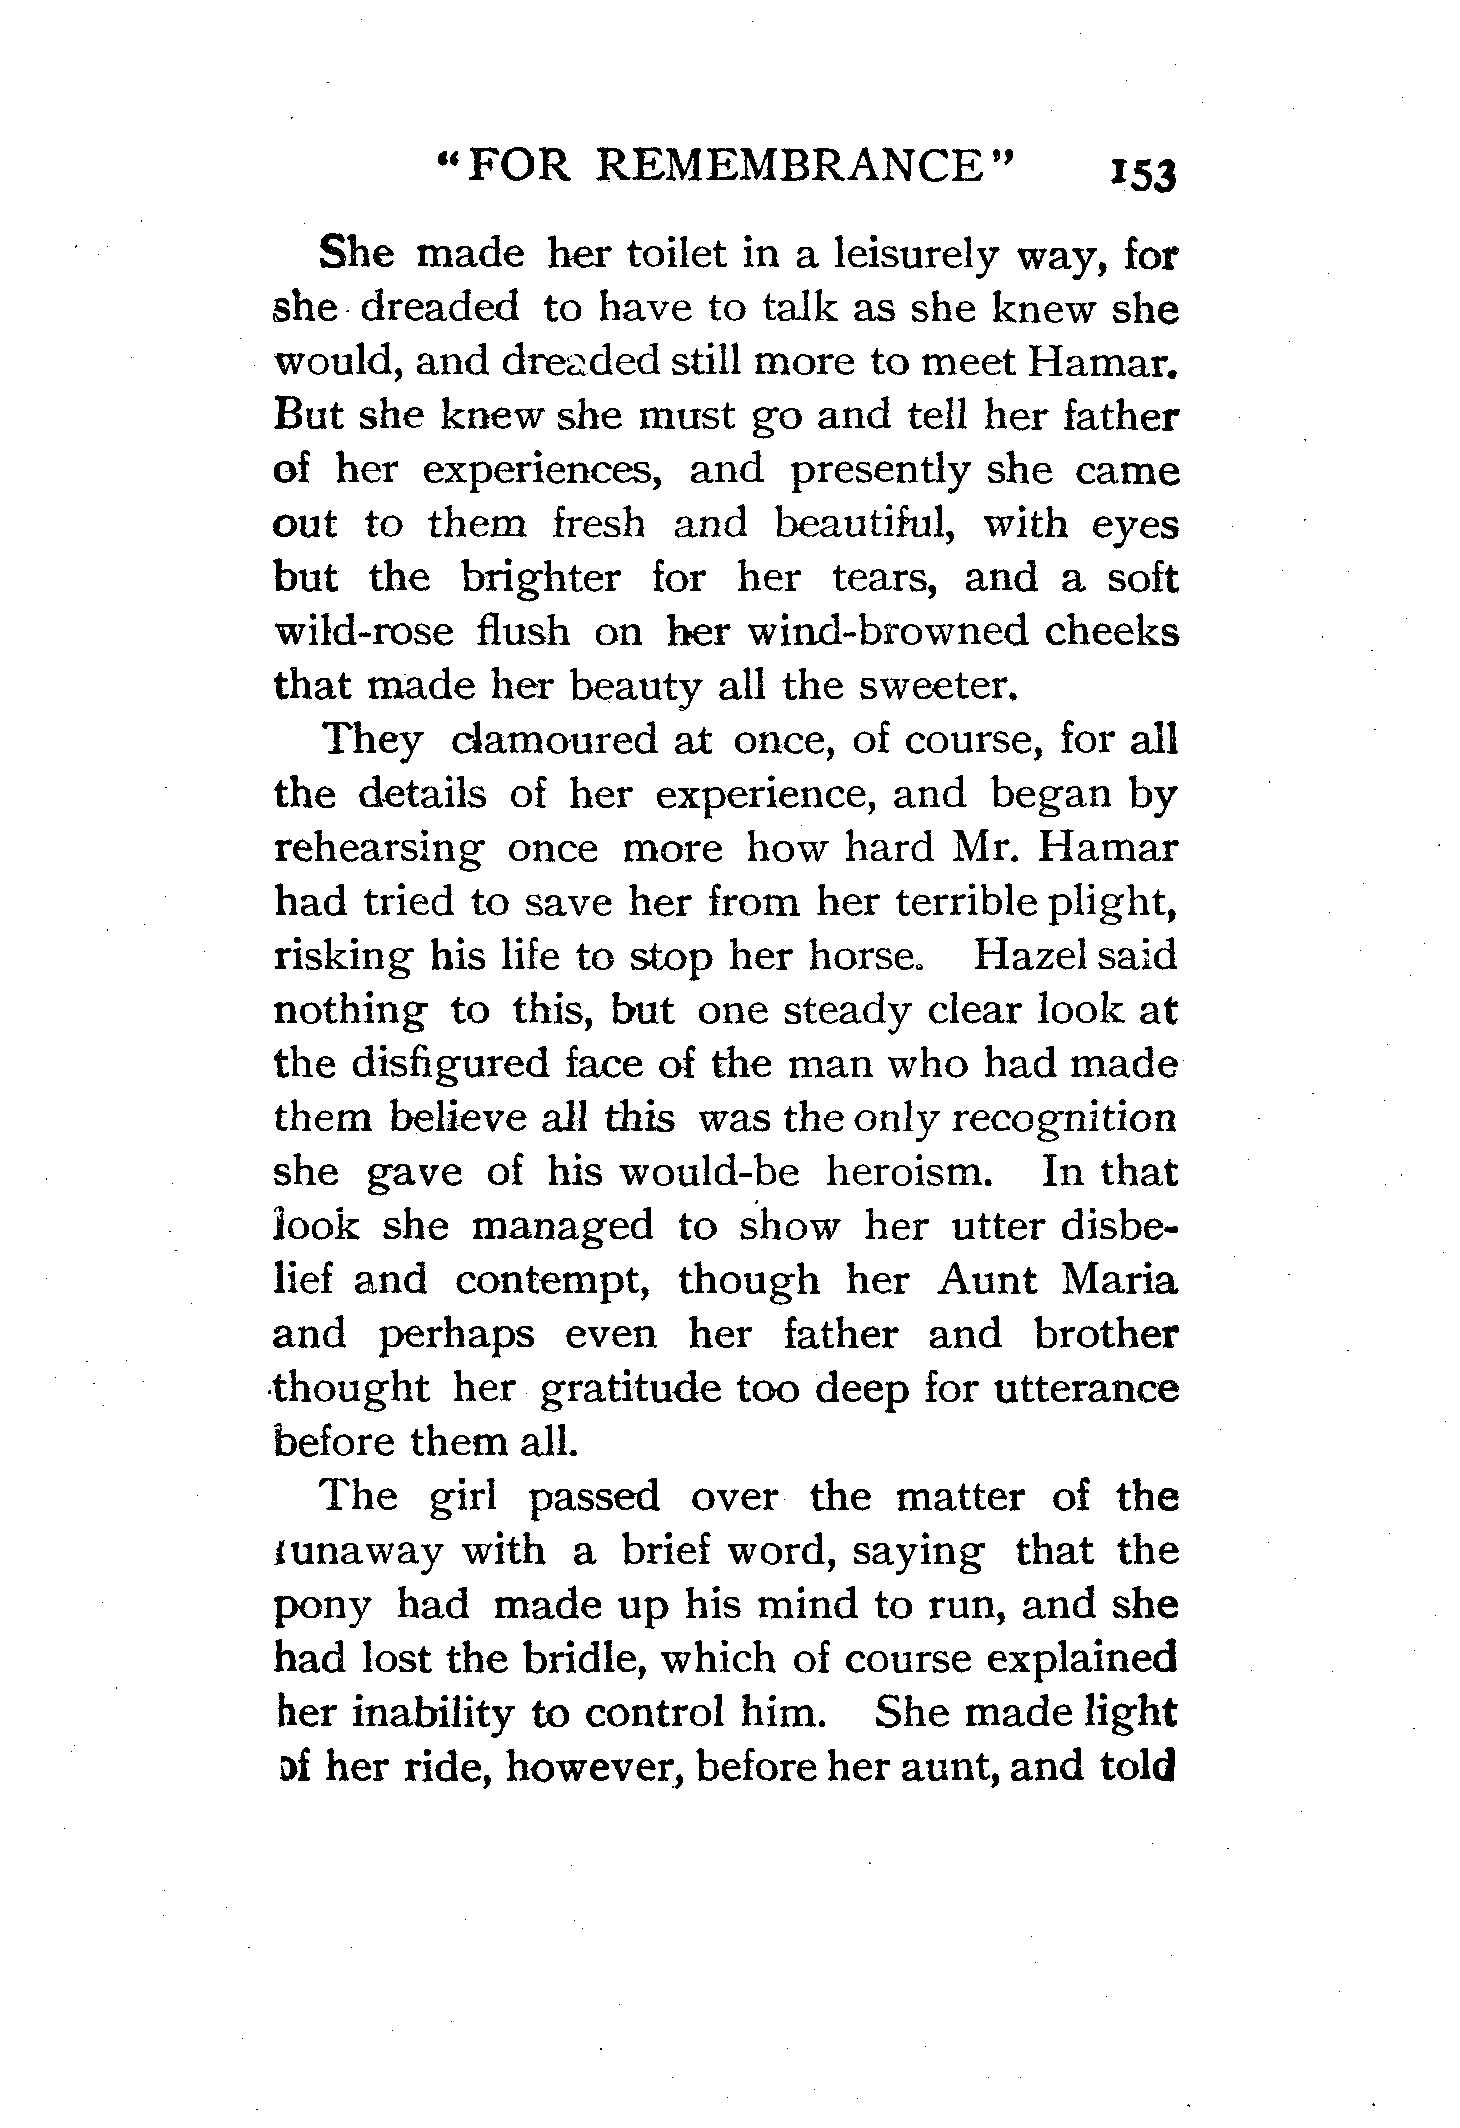 "FOR REMEMBRANCE" 153
She made her toilet in a leisurely way, for
she dreaded to have to talk as she knew she
would, and dreaded still more to meet Hamar.
But she knew she must go and tell her father
of her experiences, and presently she came
out to them fresh and beautiful, with eyes
but the brighter for her tears, and a soft
wild-rose flush on her wind-browned cheeks
that made her beauty all the sweeter.
They clamoured at once, of course, for all
the details of her experience, and began by
rehearsing once more how hard Mr. Hamar
had tried to save her from her terrible plight,
risking his life to stop her horse. Hazel said
nothing to this, but one steady clear look at
the disfigured face of the man who had made
them believe all this was the only recognition
she gave of his would-be heroism. In that
look she managed to show her utter disbe-
lief and contempt, though her Aunt Maria
and perhaps even her father and brother
thought her gratitude too deep for utterance
before them all.
The girl passed over the matter of the
runaway with a brief word, saying that the
pony had made up his mind to run, and she
had lost the bridle, which of course explained
her inability to control him. She made light
of her ride, however, before her aunt, and told